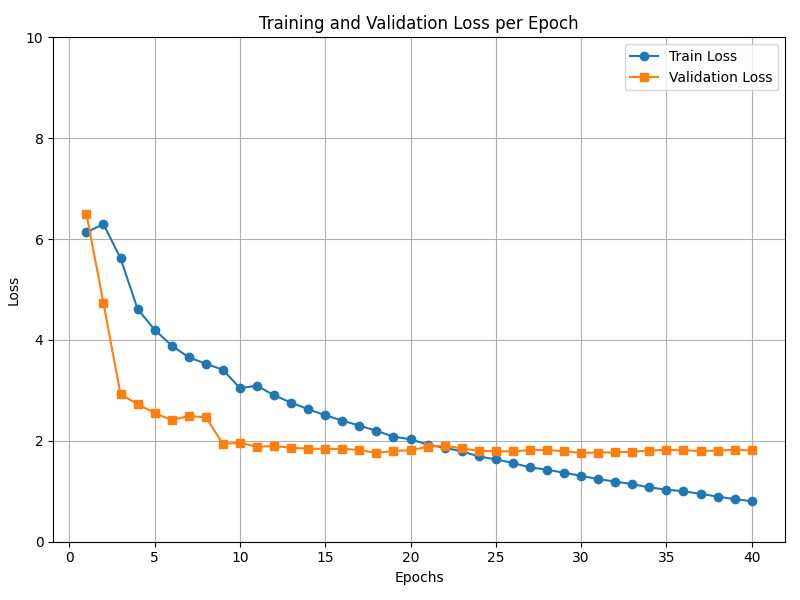 Training and Validation Loss per Epoch
Train Loss
Validation Loss
Loss
10
8
6
4
2
0
0 5 10 15 20 25 30 35 40
Epochs